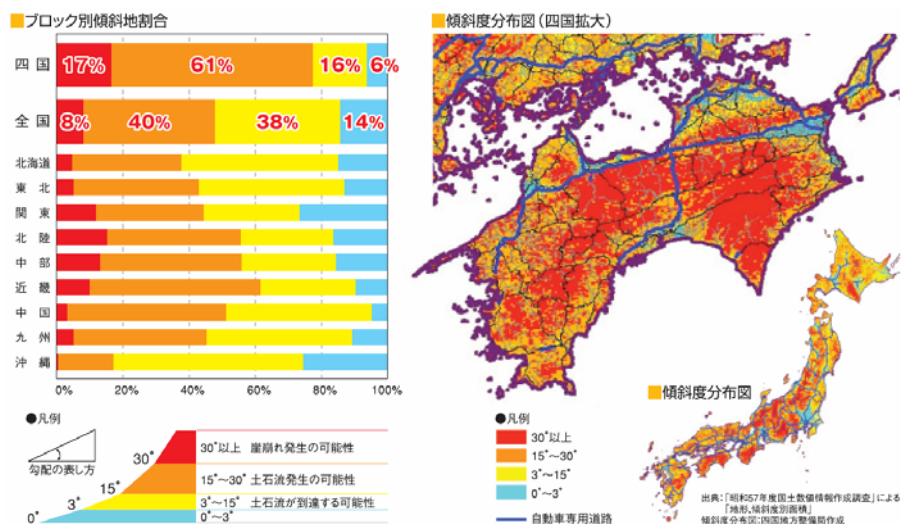 ■ブロック別傾斜地割合
四国 17% 61% 16% 6%
全国 8% 40% 38% 14%
北海道
東北
関東
北陸
中部
近畿
中国
九州
沖縄
0% 20% 40% 60% 80% 100%
●凡例
勾配の表し方
30° 30°以上 崖崩れ発生の可能性
15° 15°～30° 土石流発生の可能性
3° 3°～15° 土石流が到達する可能性
0° 0°～3°
■傾斜度分布図(四国拡大)
■傾斜度分布図
●凡例
30°以上
15°～30°
3°～15°
0°～3°
自動車専用道路
出典:「昭和57年度国土数値情報作成調査」による
「地形,傾斜度別面積」
傾斜度分布図:四国地方整備局作成